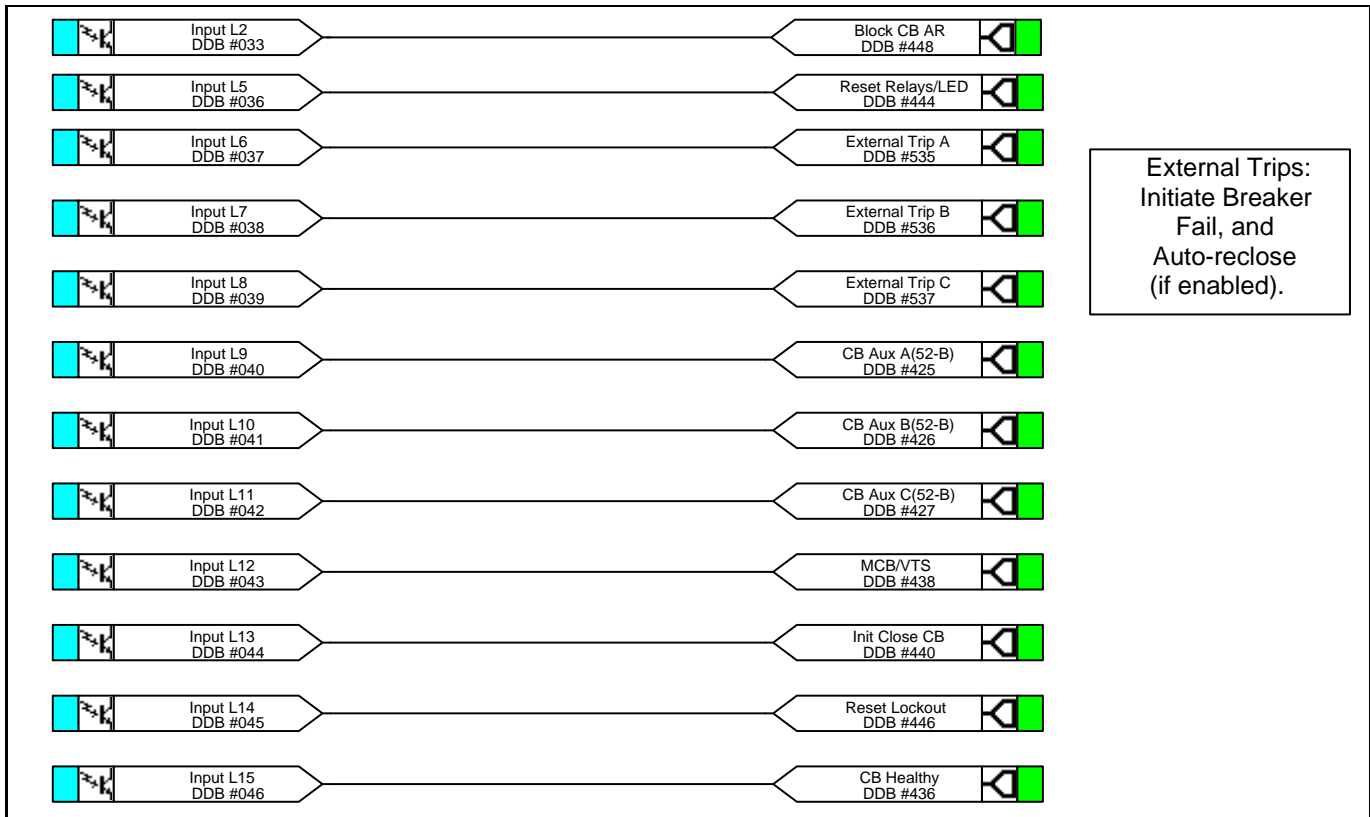 Input L2
DDB #033
Block CB AR
DDB #448
Input L5
DDB #036
Reset Relays/LED
DDB #444
Input L6
DDB #037
External Trip A
DDB #535
Input L7
DDB #038
External Trip B
DDB #536
Input L8
DDB #039
External Trip C
DDB #537
Input L9
DDB #040
CB Aux A(52-B)
DDB #425
Input L10
DDB #041
CB Aux B(52-B)
DDB #426
Input L11
DDB #042
CB Aux C(52-B)
DDB #427
Input L12
DDB #043
MCB/VTS
DDB #438
Input L13
DDB #044
Init Close CB
DDB #440
Input L14
DDB #045
Reset Lockout
DDB #446
Input L15
DDB #046
CB Healthy
DDB #436
External Trips:
Initiate Breaker
Fail, and
Auto-reclose
(if enabled).